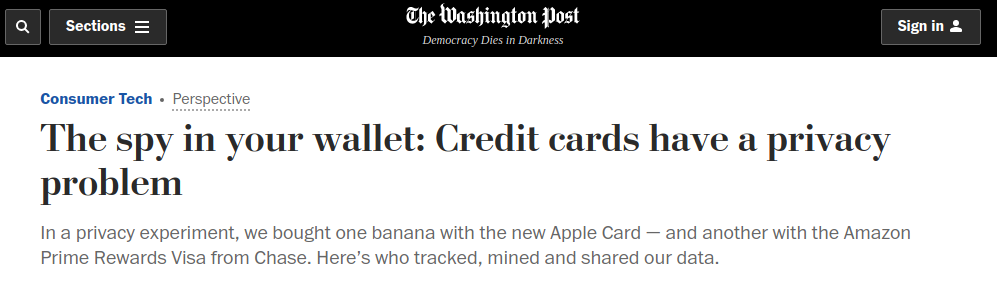 Sections
The Washington Post
Democracy Dies in Darkness
Sign in
Consumer Tech • Perspective
The spy in your wallet: Credit cards have a privacy
problem
In a privacy experiment, we bought one banana with the new Apple Card — and another with the Amazon
Prime Rewards Visa from Chase. Here’s who tracked, mined and shared our data.